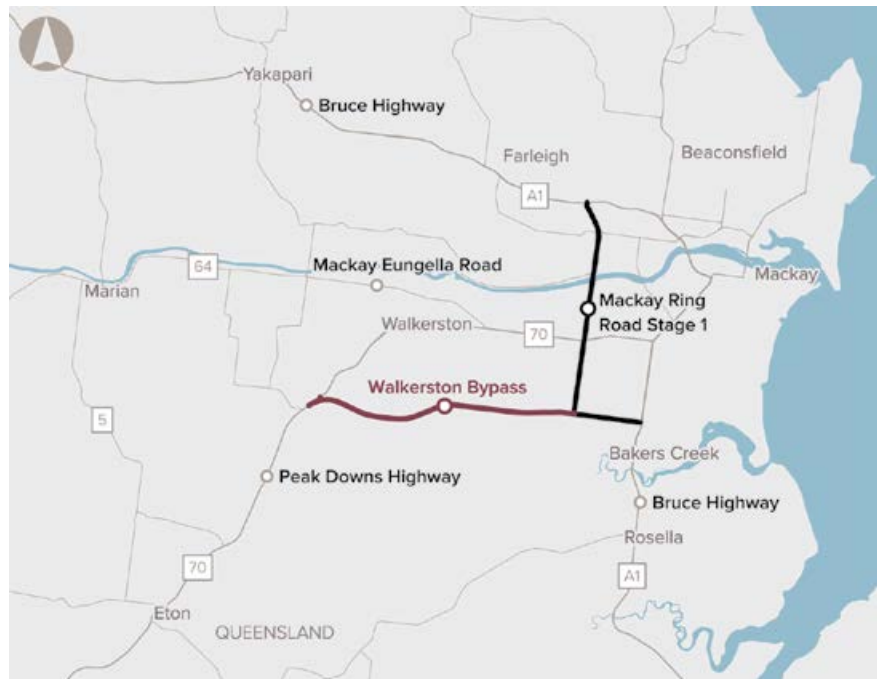 Yakapari
Bruce Highway
Farleigh
Beaconsfield
A1
64
Mackay Eungella Road
Mackay
Marian
Mackay Ring
Road Stage 1
Walkerston
70
Walkerston Bypass
5
Bakers Creek
Peak Downs Highway
Bruce Highway
Rosella
70
A1
Eton
QUEENSLAND